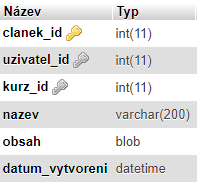 Název Typ
clanek_id int(11)
uzivatel_id int(11)
kurz_id int(11)
nazev varchar(200)
obsah blob
datum_vytvoreni datetime